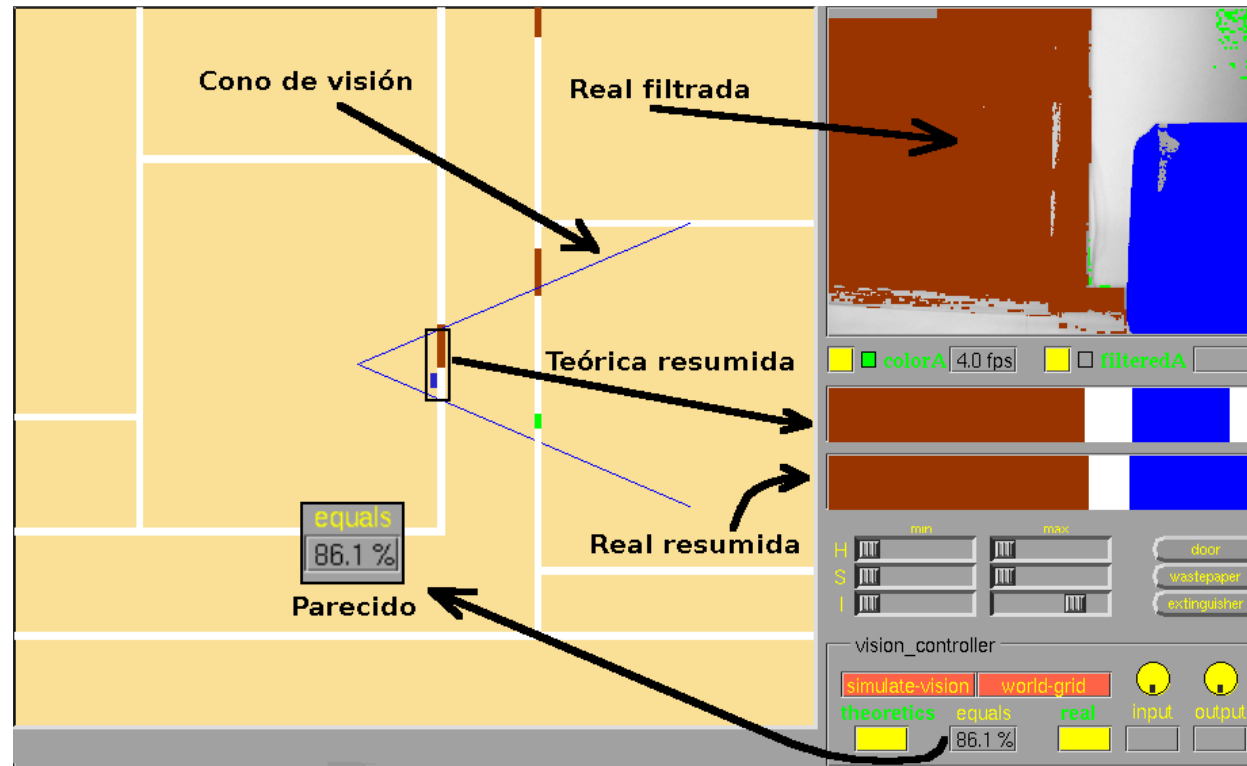 Cono de visión
Real filtrada
Teórica resumida
Real resumida
equals
86.1 %
Parecido
colorA 4.0 fps filteredA
min max
H
S
I
door
wastepaper
extinguisher
vision_controller
simulate-vision world-grid
theoretics equals real input output
86.1 %